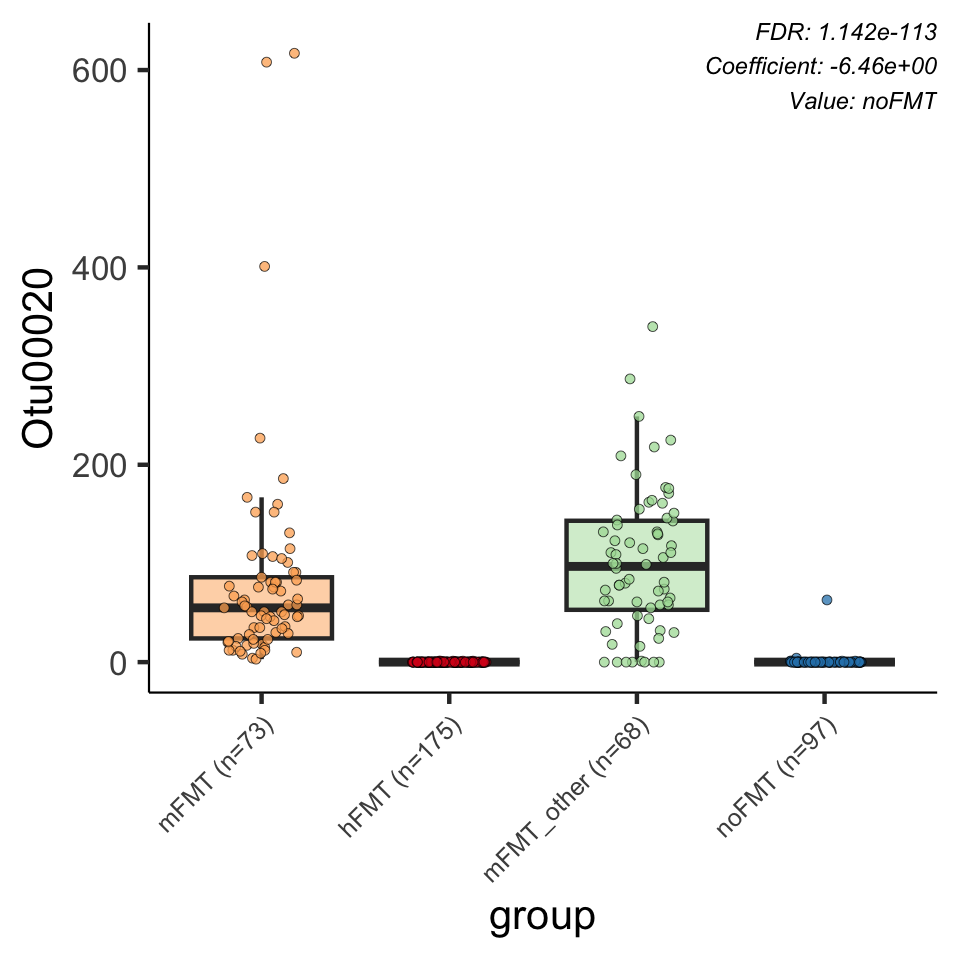 FDR: 1.142e-113
Coefficient: -6.46e+00
Value: noFMT
Otu00020
600
400
200
0
mFMT (n=73)
hFMT (n=175)
mFMT_other (n=68)
noFMT (n=97)
group